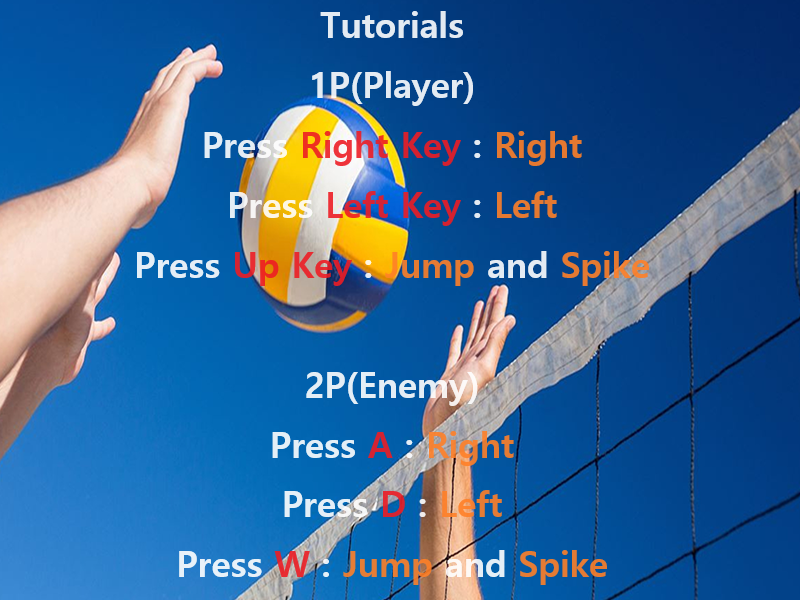 Tutorials
1P(Player)
Press Right Key : Right
Press Left Key : Left
Press Up Key : Jump and Spike
2P(Enemy)
Press A : Right
Press D : Left
Press W : Jump and Spike